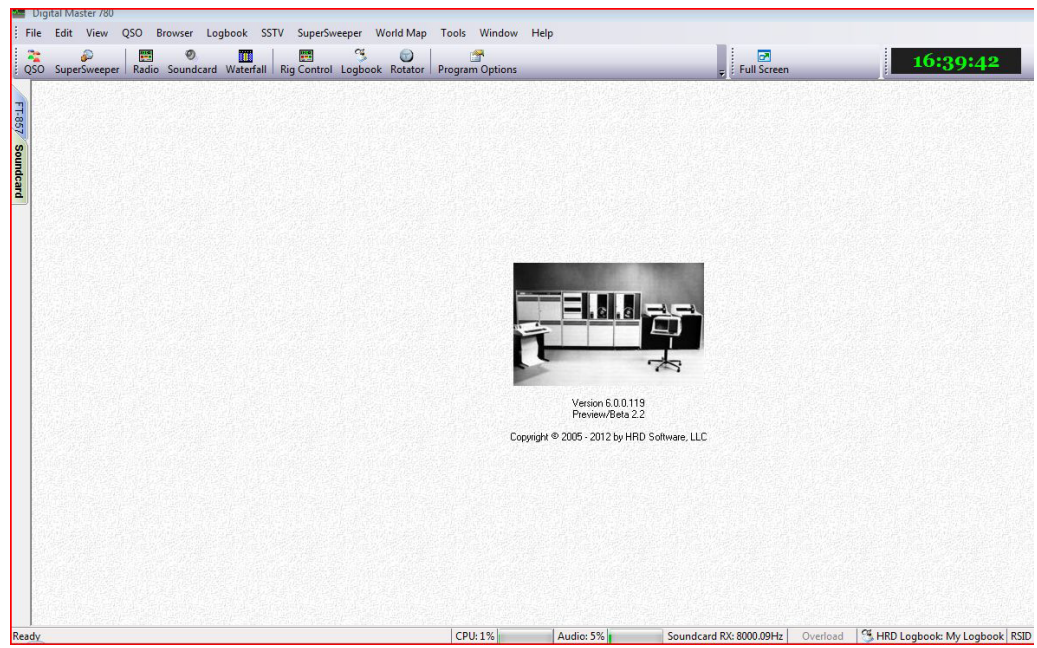 Digital Master 780
File Edit View QSO Browser Logbook SSTV SuperSweeper World Map Tools Window Help
QSO SuperSweeper Radio Soundcard Waterfall Rig Control Logbook Rotator Program Options Full Screen 16:39:42
FT-857
Soundcard
Version 6.0.0.119
Preview/Beta 2.2
Copyright © 2005 - 2012 by HRD Software, LLC
Ready CPU: 1% Audio: 5% Soundcard RX: 8000.09Hz Overload HRD Logbook: My Logbook RSID